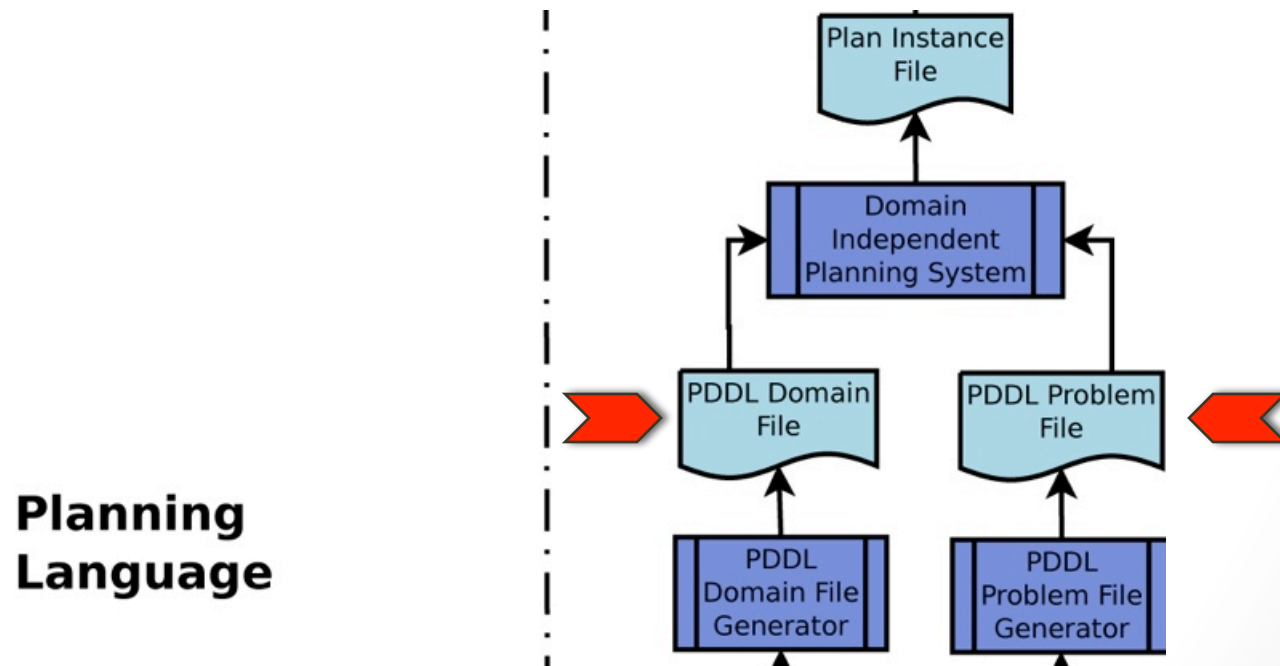 Plan Instance
File
Domain
Independent
Planning System
PDDL Domain
File
PDDL Problem
File
Planning
Language
PDDL
Domain File
Generator
PDDL
Problem File
Generator